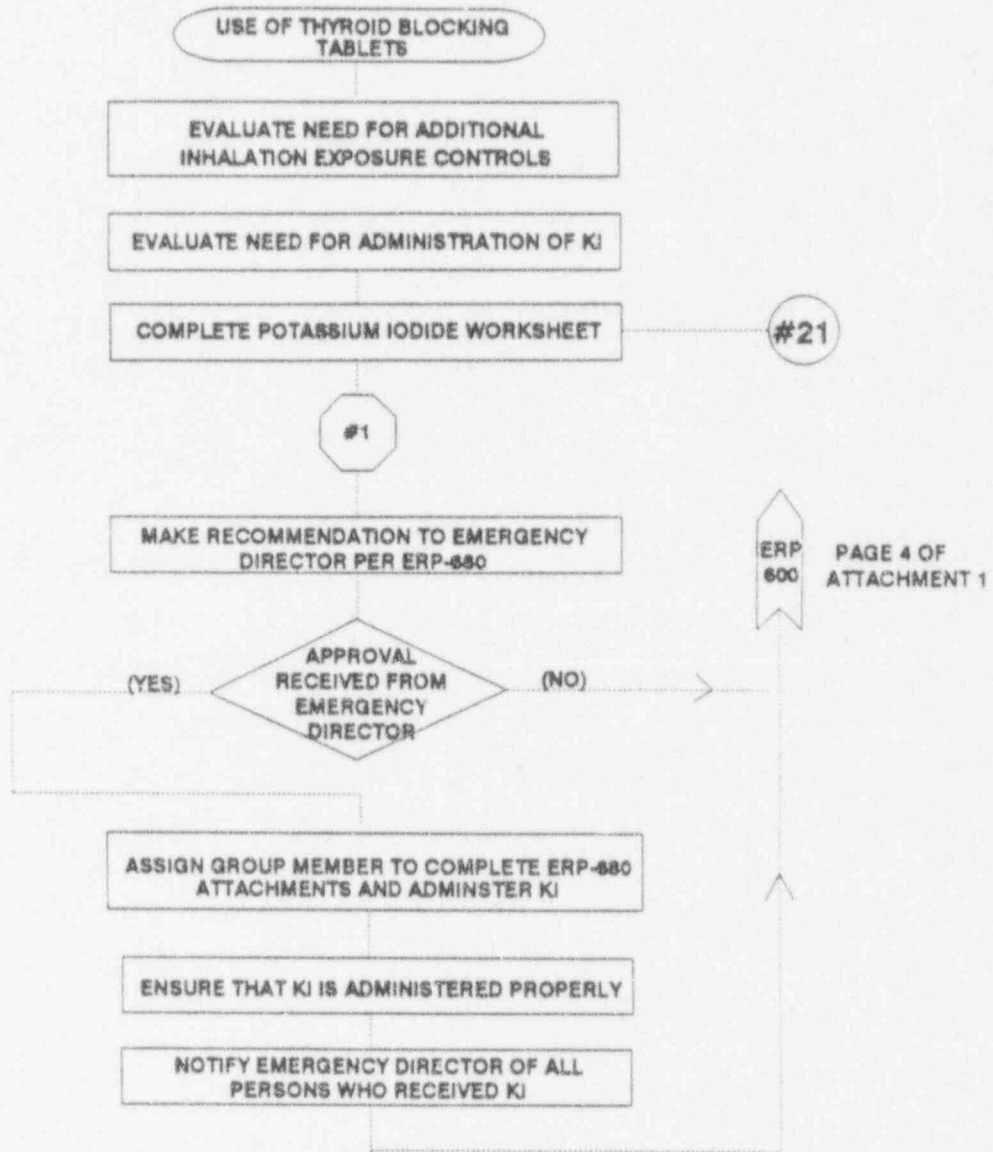 USE OF THYROID BLOCKING
TABLETS
EVALUATE NEED FOR ADDITIONAL
INHALATION EXPOSURE CONTROLS
EVALUATE NEED FOR ADMINISTRATION OF KI
COMPLETE POTASSIUM IODIDE WORKSHEET
#21
#1
MAKE RECOMMENDATION TO EMERGENCY
DIRECTOR PER ERP-680
ERP
600
PAGE 4 OF
ATTACHMENT 1
APPROVAL
RECEIVED FROM
EMERGENCY
DIRECTOR
(YES)
(NO)
ASSIGN GROUP MEMBER TO COMPLETE ERP-680
ATTACHMENTS AND ADMINSTER KI
ENSURE THAT KI IS ADMINISTERED PROPERLY
NOTIFY EMERGENCY DIRECTOR OF ALL
PERSONS WHO RECEIVED KI